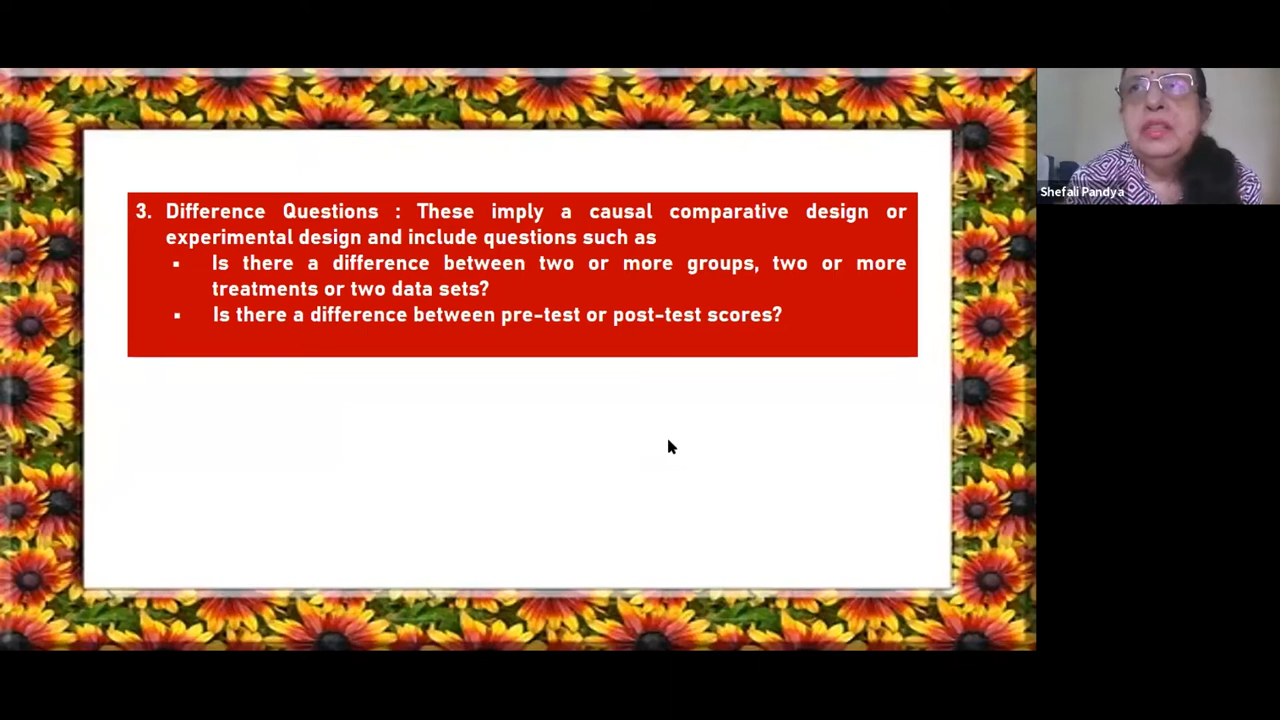 3. Difference Questions : These imply a causal comparative design or
experimental design and include questions such as
▪ Is there a difference between two or more groups, two or more
treatments or two data sets?
▪ Is there a difference between pre-test or post-test scores?
Shefali Pandya